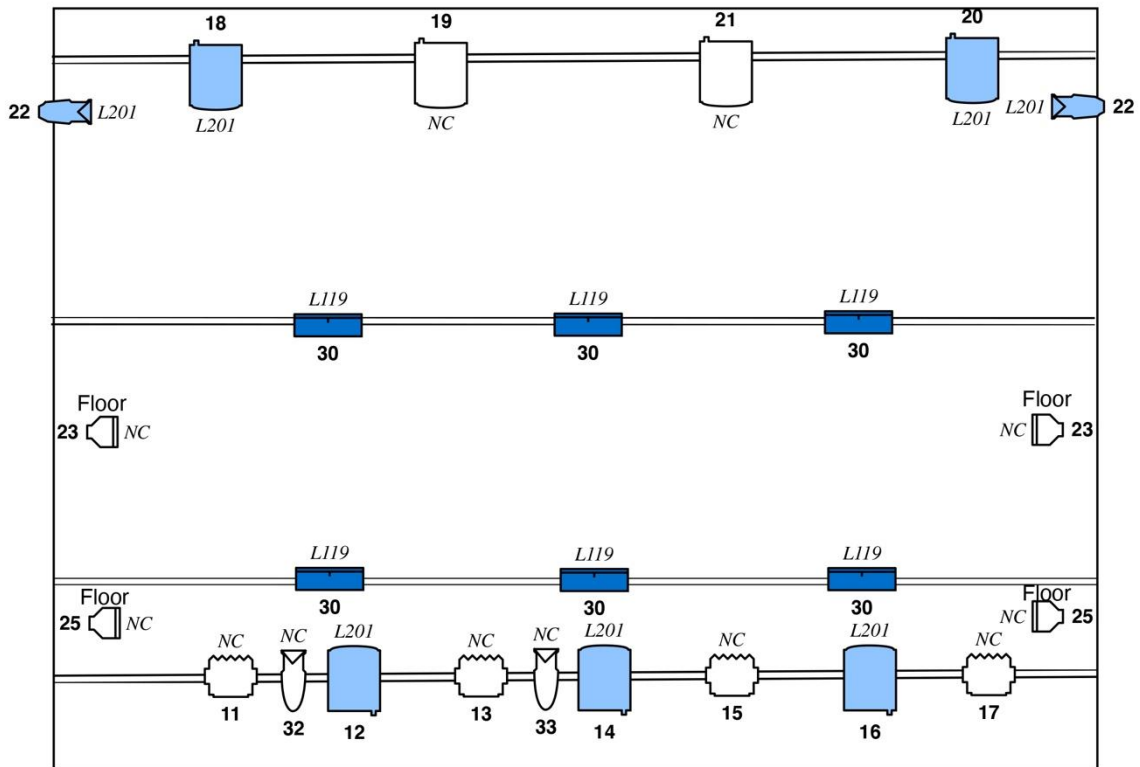 18 19 21 20
22 L201 L201 22
L201 NC NC L201
L119 L119 L119
30 30 30
Floor Floor
23 NC NC 23
L119 L119 L119
30 30 30
Floor Floor
25 NC NC 25
NC NC L201 NC NC L201 NC L201 NC
11 32 12 13 33 14 15 16 17